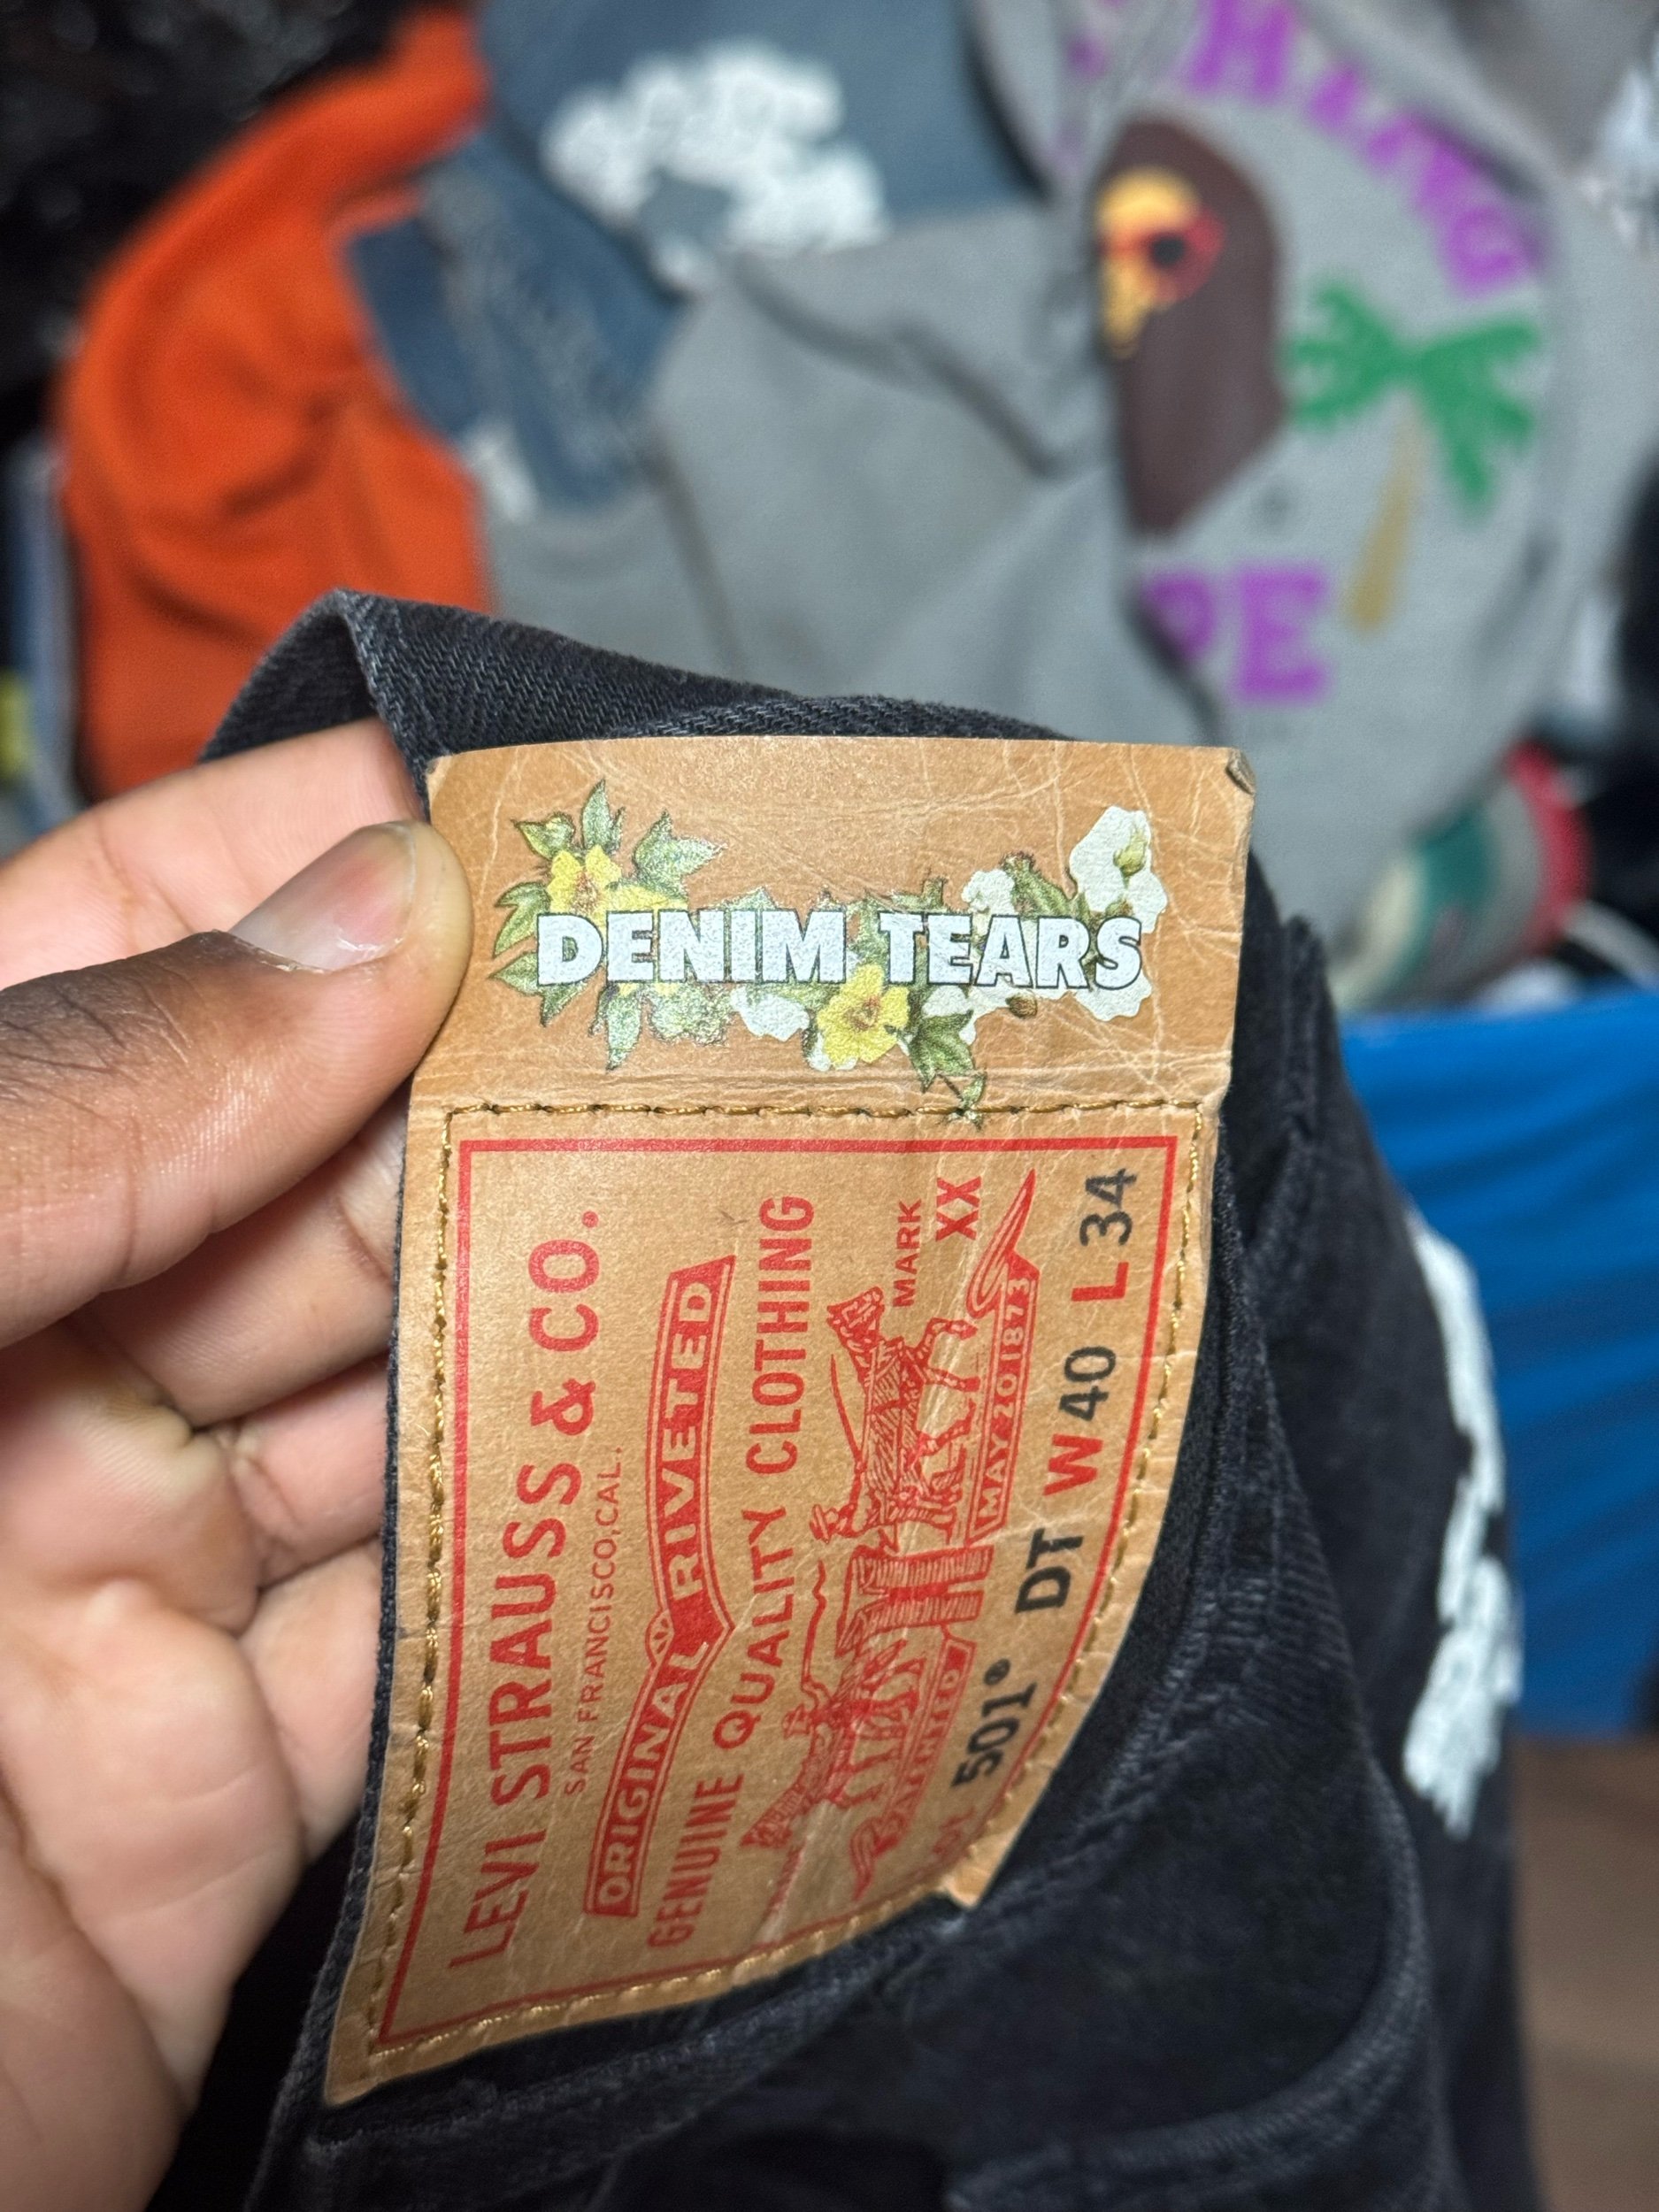 DENIM TEARS
LEVI STRAUSS & CO.
SAN FRANCISCO, CAL.
ORIGINAL RIVETED
GENUINE QUALITY CLOTHING
MARK
XX
PATENTED MAY 20 1873
501® DT W40 L 34